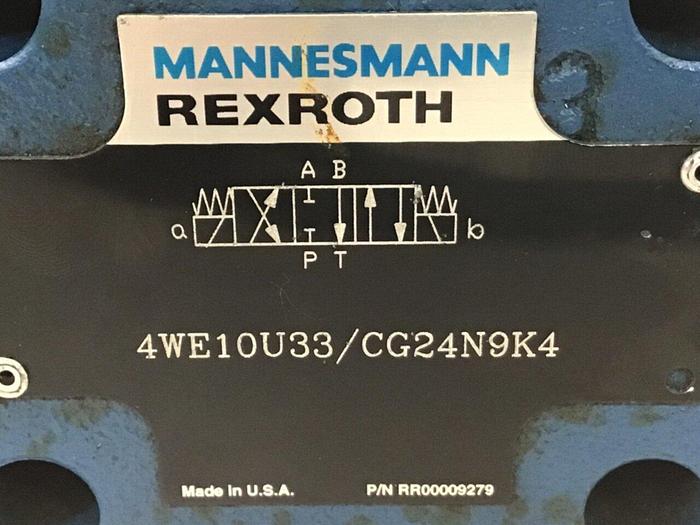 MANNESMANN
REXROTH
A B
a b
P T
4WE10U33/CG24N9K4
Made in U.S.A. P/N RR00009279